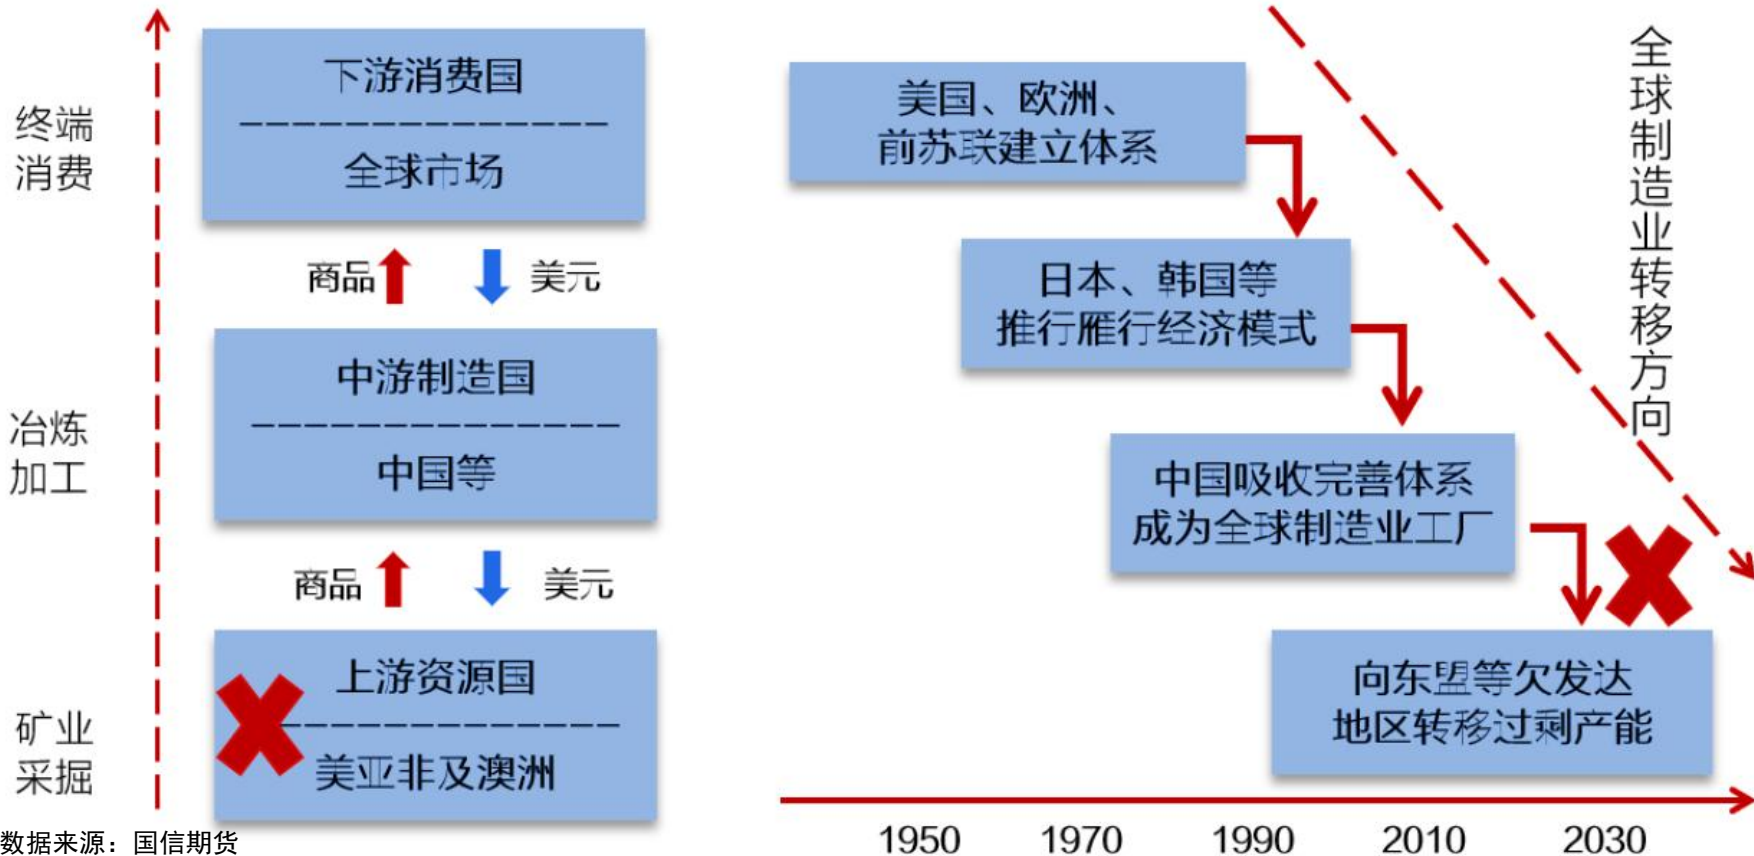 终端
消费
下游消费国
全球市场
商品
美元
冶炼
加工
中游制造国
中国等
商品
美元
矿业
采掘
上游资源国
美亚非及澳洲
数据来源：国信期货
美国、欧洲、
前苏联建立体系
日本、韩国等
推行雁行经济模式
中国吸收完善体系
成为全球制造业工厂
向东盟等欠发达
地区转移过剩产能
全球制造业转移方向
1950
1970
1990
2010
2030